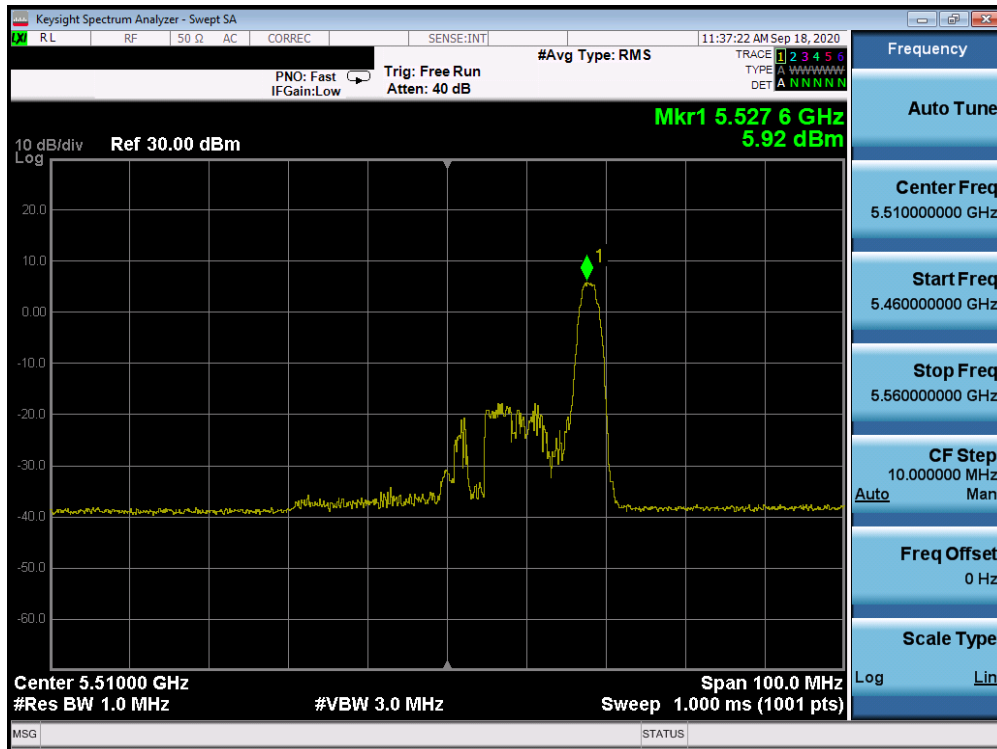 Keysight Spectrum Analyzer - Swept SA
LXI RL RF 50 Ω AC CORREC SENSE:INT 11:37:22 AM Sep 18, 2020
PNO: Fast
IFGain:Low
Trig: Free Run
Atten: 40 dB
#Avg Type: RMS
TRACE 1 2 3 4 5 6
TYPE A WWWWW
DET A N N N N N
Mkr1 5.527 6 GHz
5.92 dBm
10 dB/div
Log
Ref 30.00 dBm
20.0
10.0
0.00
-10.0
-20.0
-30.0
-40.0
-50.0
-60.0
1
Center 5.51000 GHz
#Res BW 1.0 MHz
#VBW 3.0 MHz
Span 100.0 MHz
Sweep 1.000 ms (1001 pts)
MSG
STATUS
Frequency
Auto Tune
Center Freq
5.510000000 GHz
Start Freq
5.460000000 GHz
Stop Freq
5.560000000 GHz
CF Step
10.000000 MHz
Auto Man
Freq Offset
0 Hz
Scale Type
Log Lin